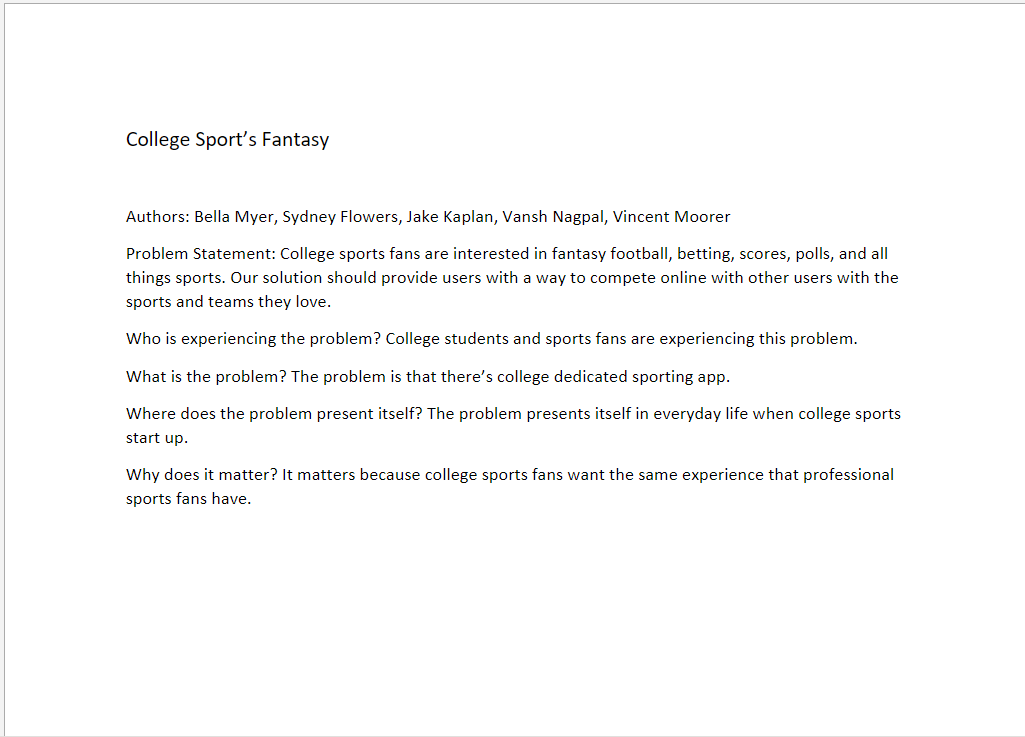 College Sport’s Fantasy
Authors: Bella Myer, Sydney Flowers, Jake Kaplan, Vansh Nagpal, Vincent Moorer
Problem Statement: College sports fans are interested in fantasy football, betting, scores, polls, and all
things sports. Our solution should provide users with a way to compete online with other users with the
sports and teams they love.
Who is experiencing the problem? College students and sports fans are experiencing this problem.
What is the problem? The problem is that there’s college dedicated sporting app.
Where does the problem present itself? The problem presents itself in everyday life when college sports
start up.
Why does it matter? It matters because college sports fans want the same experience that professional
sports fans have.